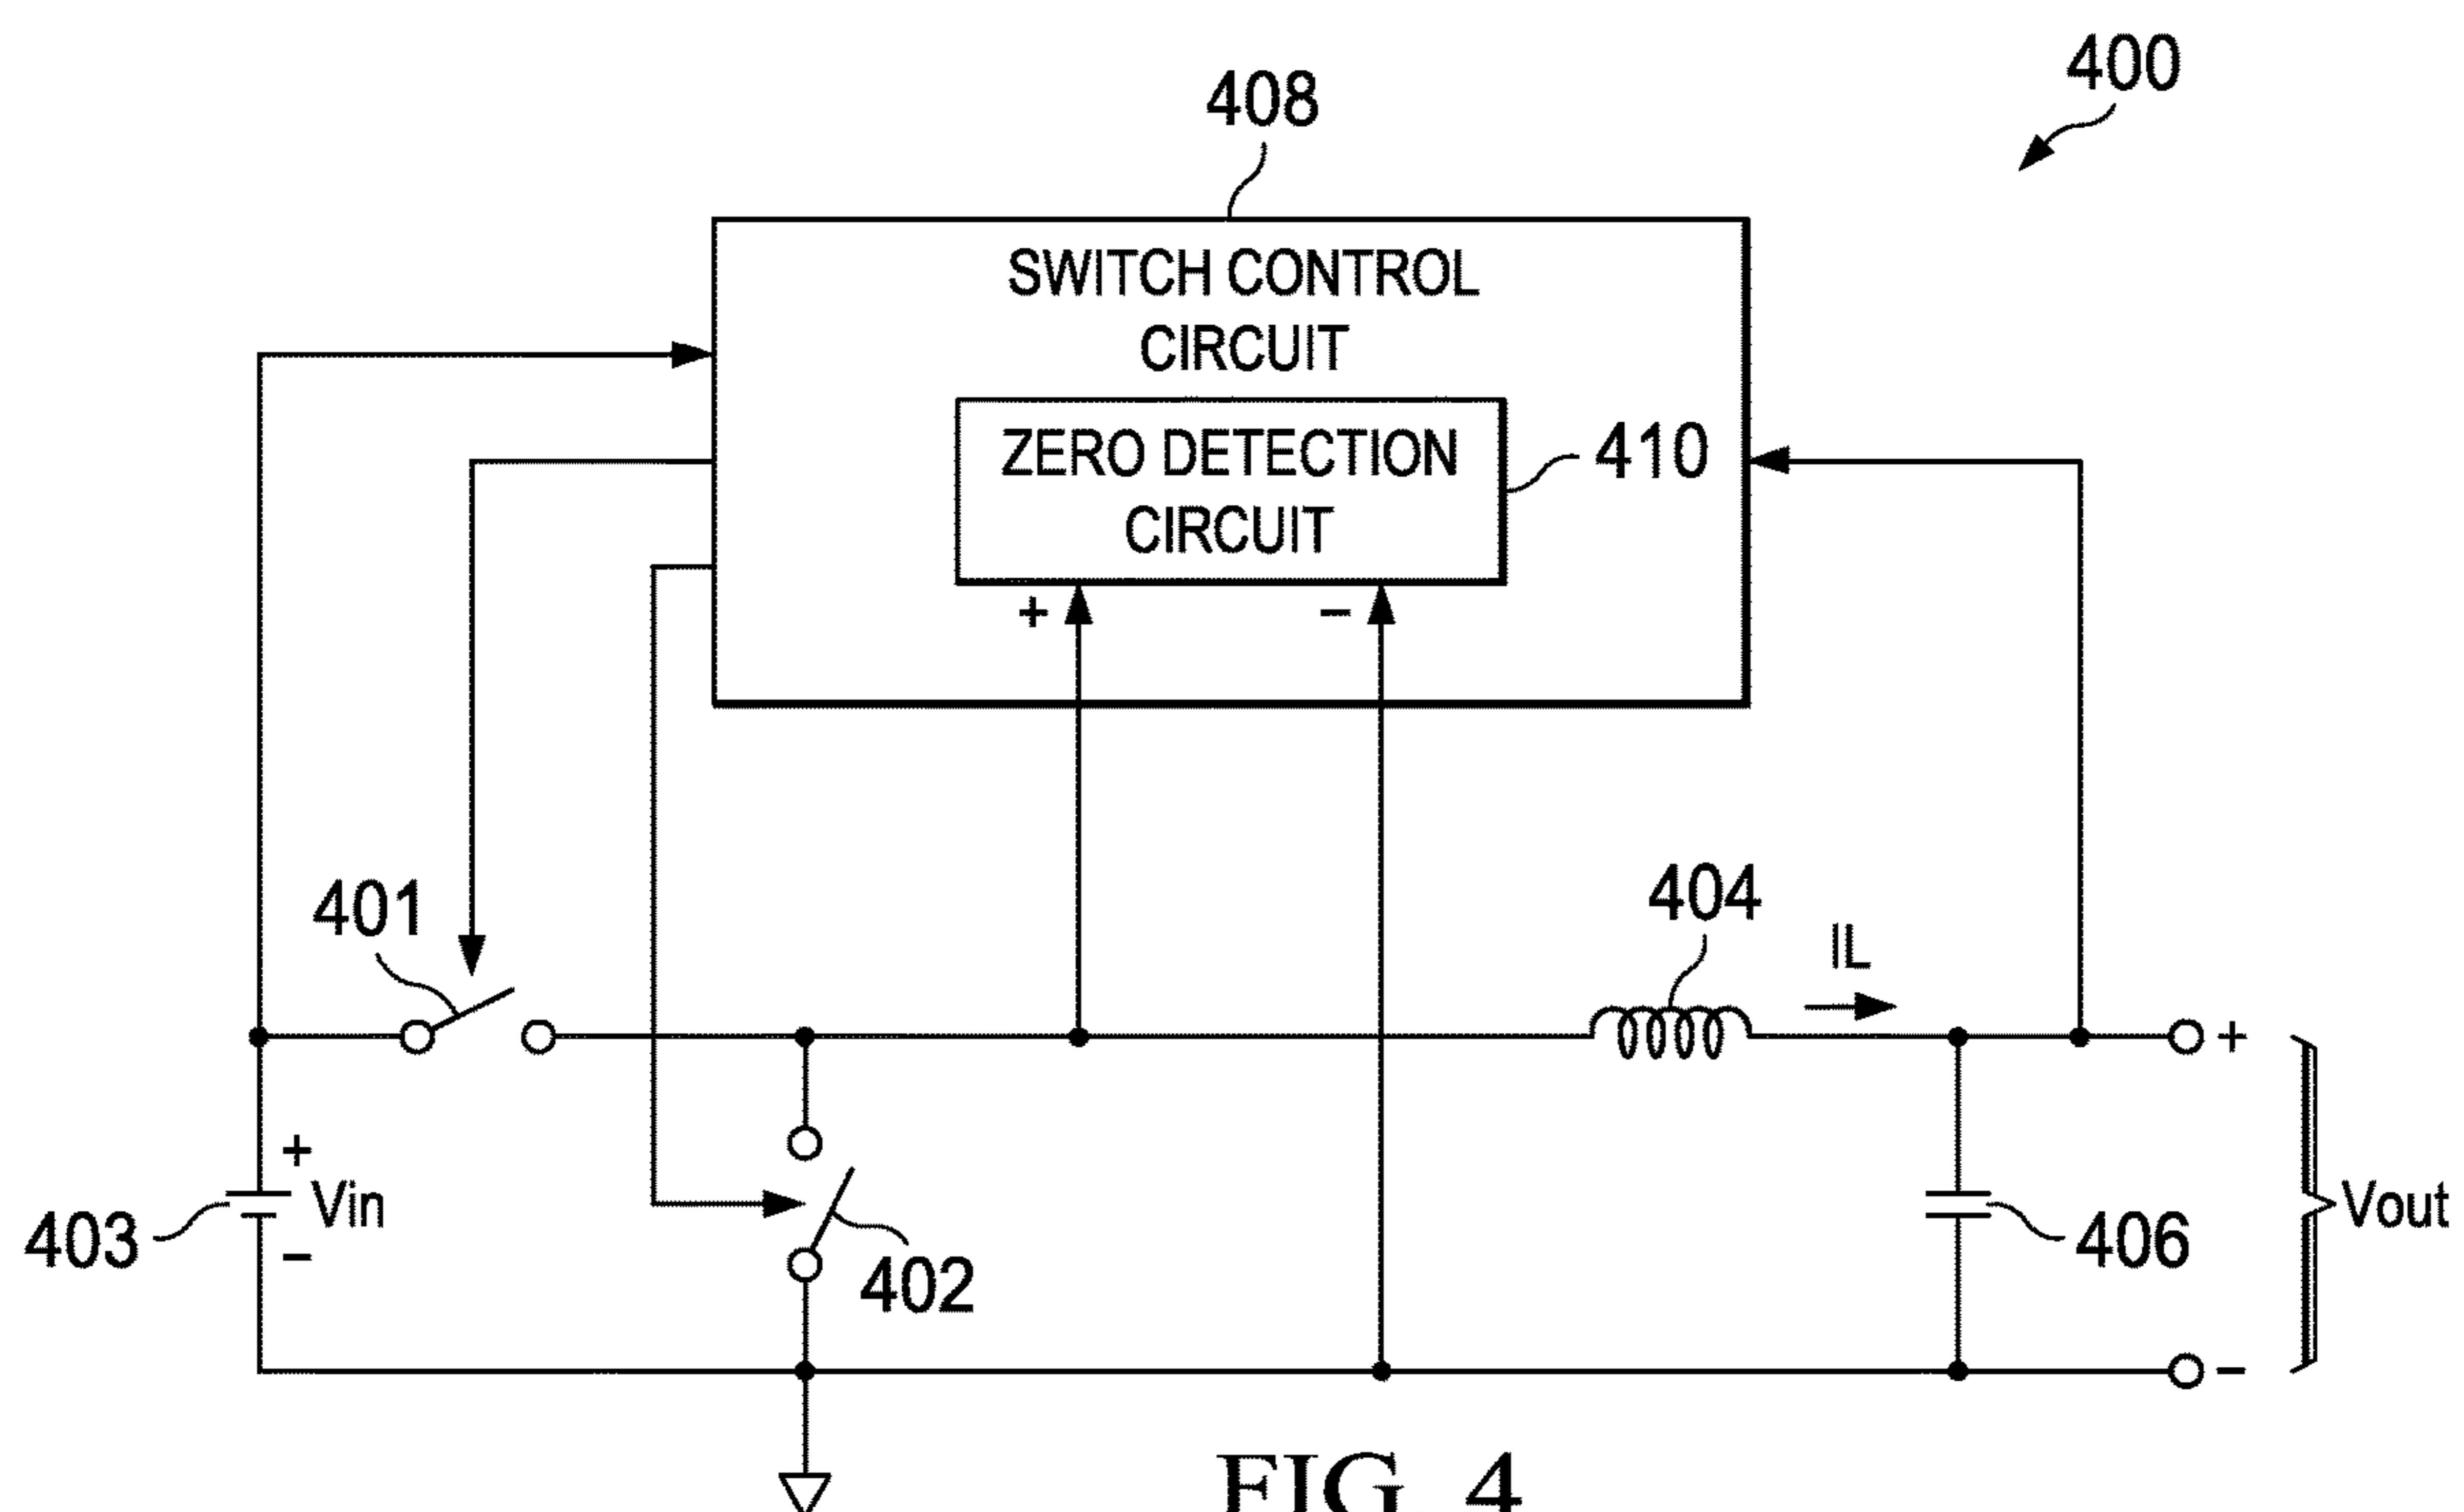 400
408
SWITCH CONTROL
CIRCUIT
ZERO DETECTION
CIRCUIT
410
+ −
401
404
IL
+
+
Vin
−
403
402
406
Vout
−
FIG. 4